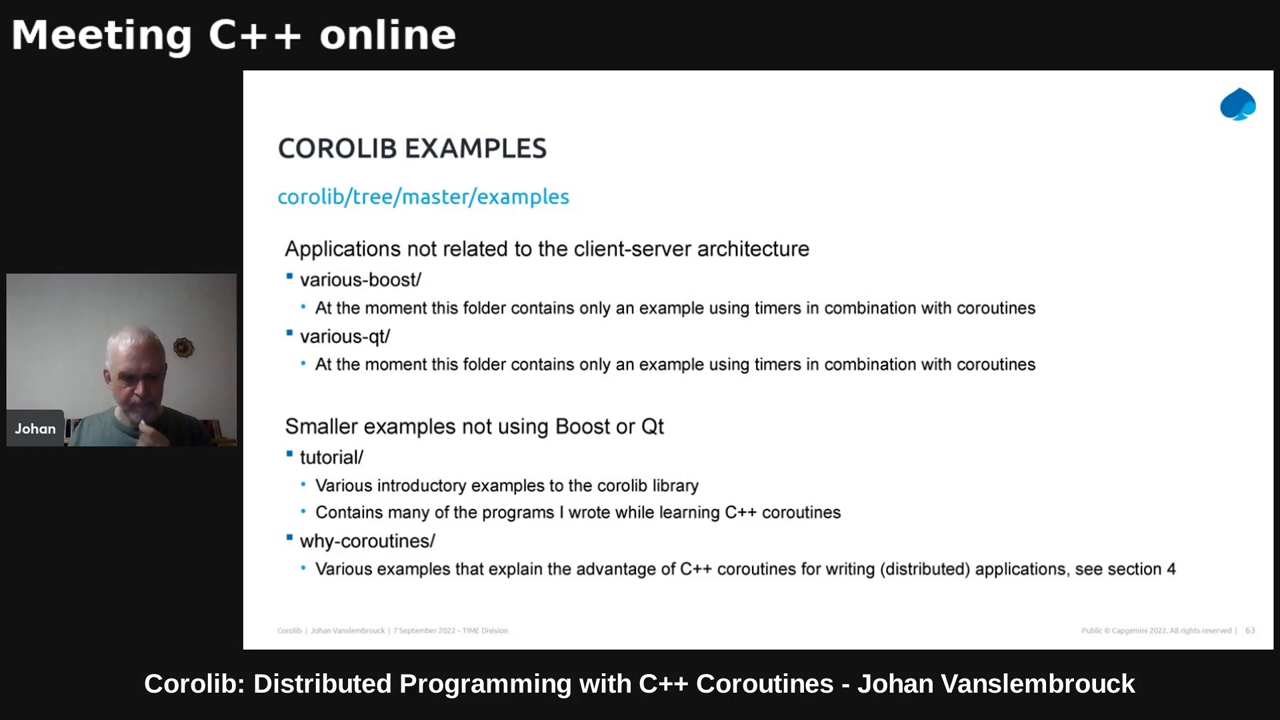 Meeting C++ online
COROLIB EXAMPLES
corolib/tree/master/examples
Applications not related to the client-server architecture
various-boost/
At the moment this folder contains only an example using timers in combination with coroutines
various-qt/
At the moment this folder contains only an example using timers in combination with coroutines
Smaller examples not using Boost or Qt
tutorial/
Various introductory examples to the corolib library
Contains many of the programs I wrote while learning C++ coroutines
why-coroutines/
Various examples that explain the advantage of C++ coroutines for writing (distributed) applications, see section 4
Johan
Corolib | Johan Vanslembrouck | 7 September 2022 – TIME Division
Public © Capgemini 2022. All rights reserved | 63
Corolib: Distributed Programming with C++ Coroutines - Johan Vanslembrouck